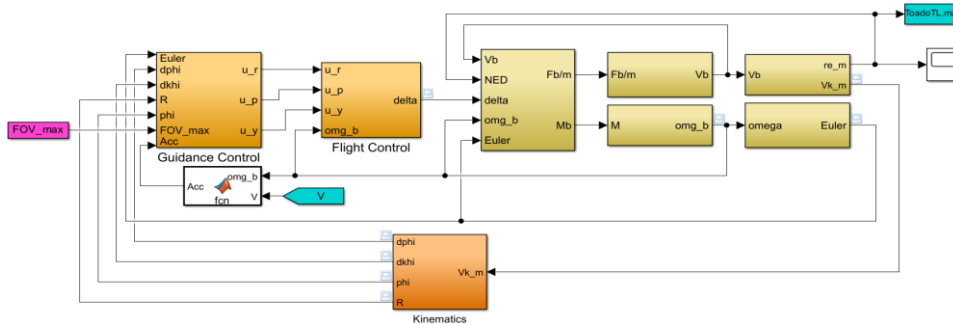 ToadoTL.ma
Euler
dphi
dkhi
R
phi
FOV_max
Acc
u_r
u_p
u_y
Guidance Control
FOV_max
u_r
u_p
u_y
omg_b
delta
Flight Control
Vb
NED
delta
omg_b
Euler
Fb/m
Mb
Fb/m
Vb
M
omg_b
Vb
re_m
Vk_m
omega
Euler
Acc
omg_b
V
fcn
V
dphi
dkhi
phi
R
Vk_m
Kinematics